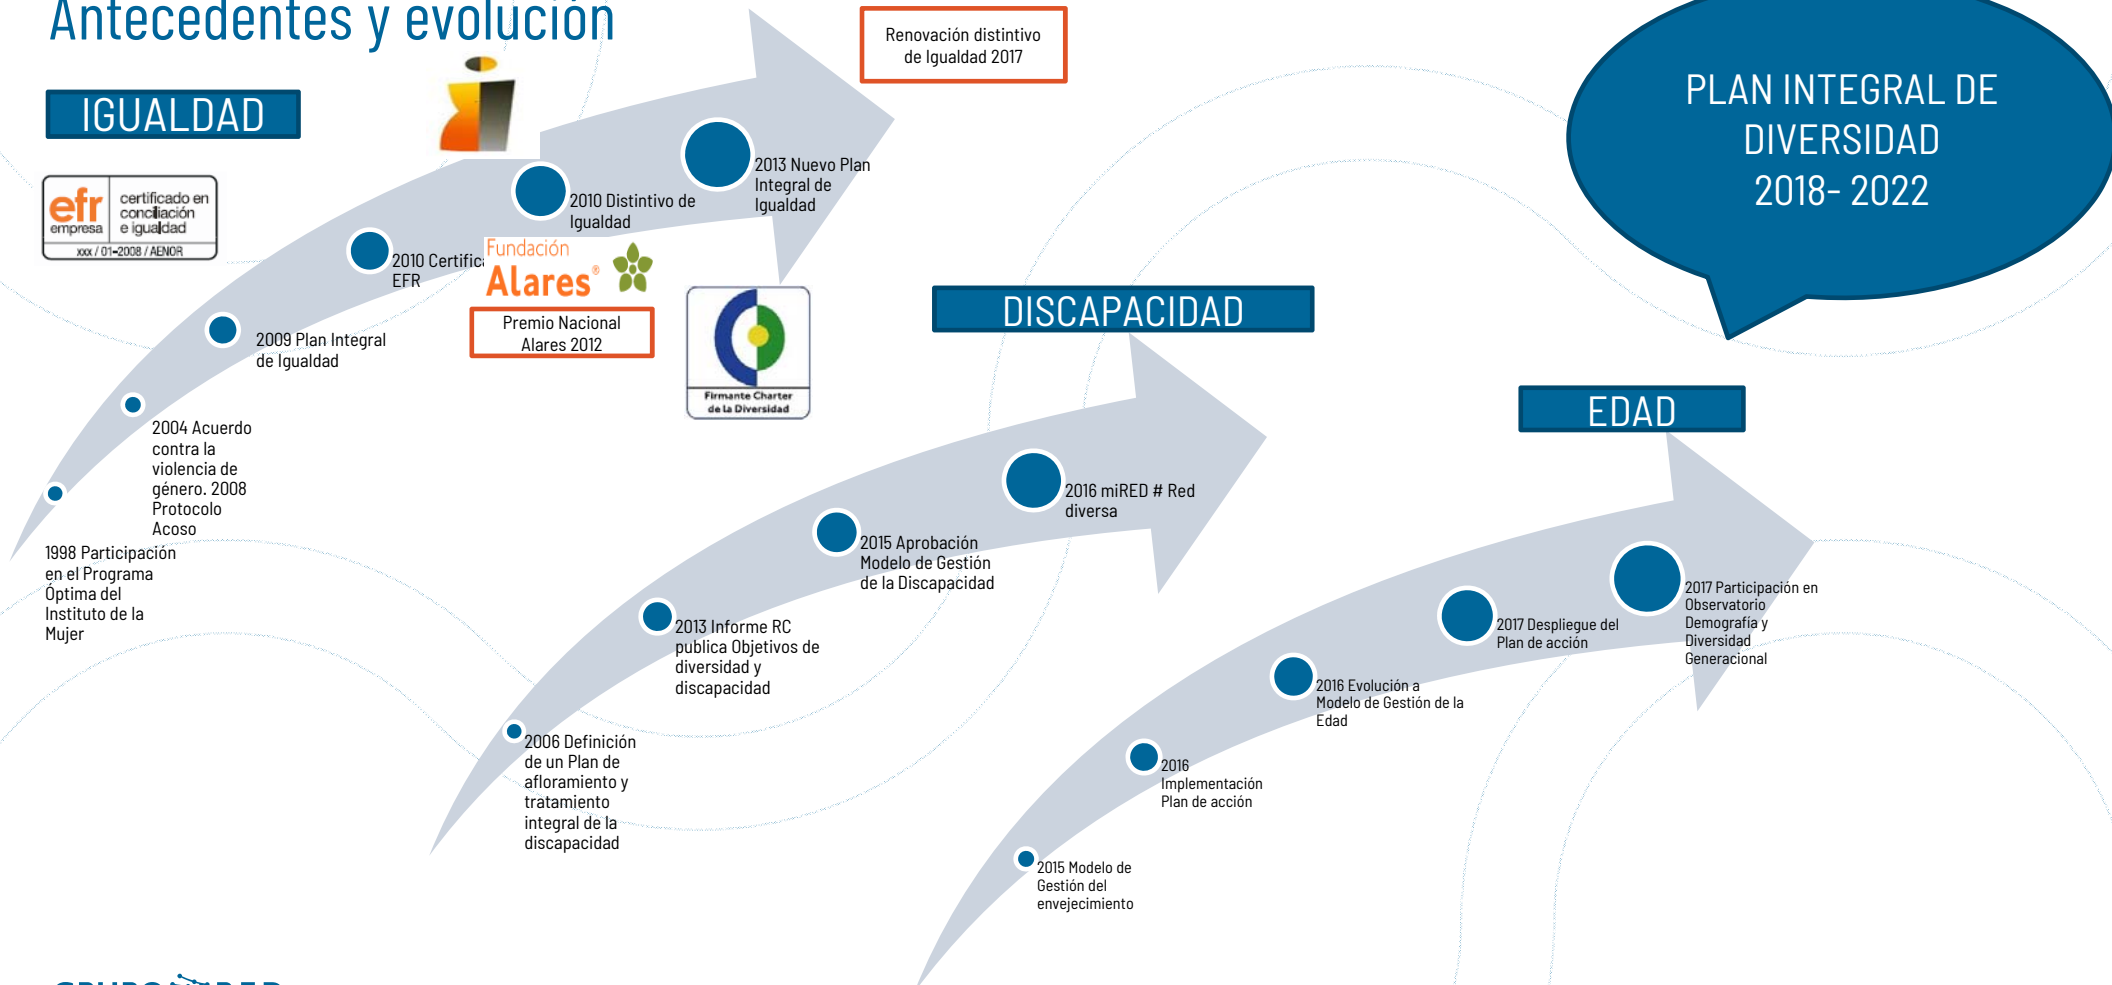 Antecedentes y evolución
IGUALDAD
efr
empresa
certificado en
conciliación
e igualdad
xxx / 01-2008 / AENOR
1998 Participación
en el Programa
Óptima del
Instituto de la
Mujer
2004 Acuerdo
contra la
violencia de
género. 2008
Protocolo
Acoso
2009 Plan Integral
de Igualdad
2010 Certific
EFR
2010 Distintivo de
Igualdad
2013 Nuevo Plan
Integral de
Igualdad
Fundación
Alares®
Premio Nacional
Alares 2012
Firmante Charter
de la Diversidad
Renovación distintivo
de Igualdad 2017
DISCAPACIDAD
2006 Definición
de un Plan de
afloramiento y
tratamiento
integral de la
discapacidad
2013 Informe RC
publica Objetivos de
diversidad y
discapacidad
2015 Aprobación
Modelo de Gestión
de la Discapacidad
2016 miRED # Red
diversa
EDAD
2015 Modelo de
Gestión del
envejecimiento
2016
Implementación
Plan de acción
2016 Evolución a
Modelo de Gestión de la
Edad
2017 Despliegue del
Plan de acción
2017 Participación en
Observatorio
Demografía y
Diversidad
Generacional
PLAN INTEGRAL DE
DIVERSIDAD
2018- 2022